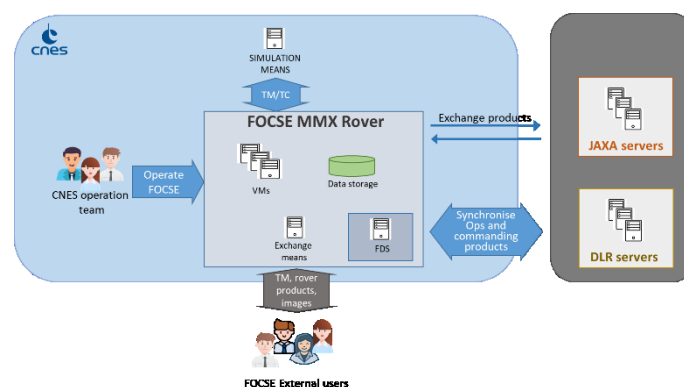 cnes
SIMULATION
MEANS
TM/TC
FOCSE MMX Rover
Exchange products
JAXA servers
VMs
Data storage
Operate
FOCSE
CNES operation
team
Synchronise
Ops and
commanding
products
Exchange
means
FDS
DLR servers
TM, rover
products,
images
FOCSE External users